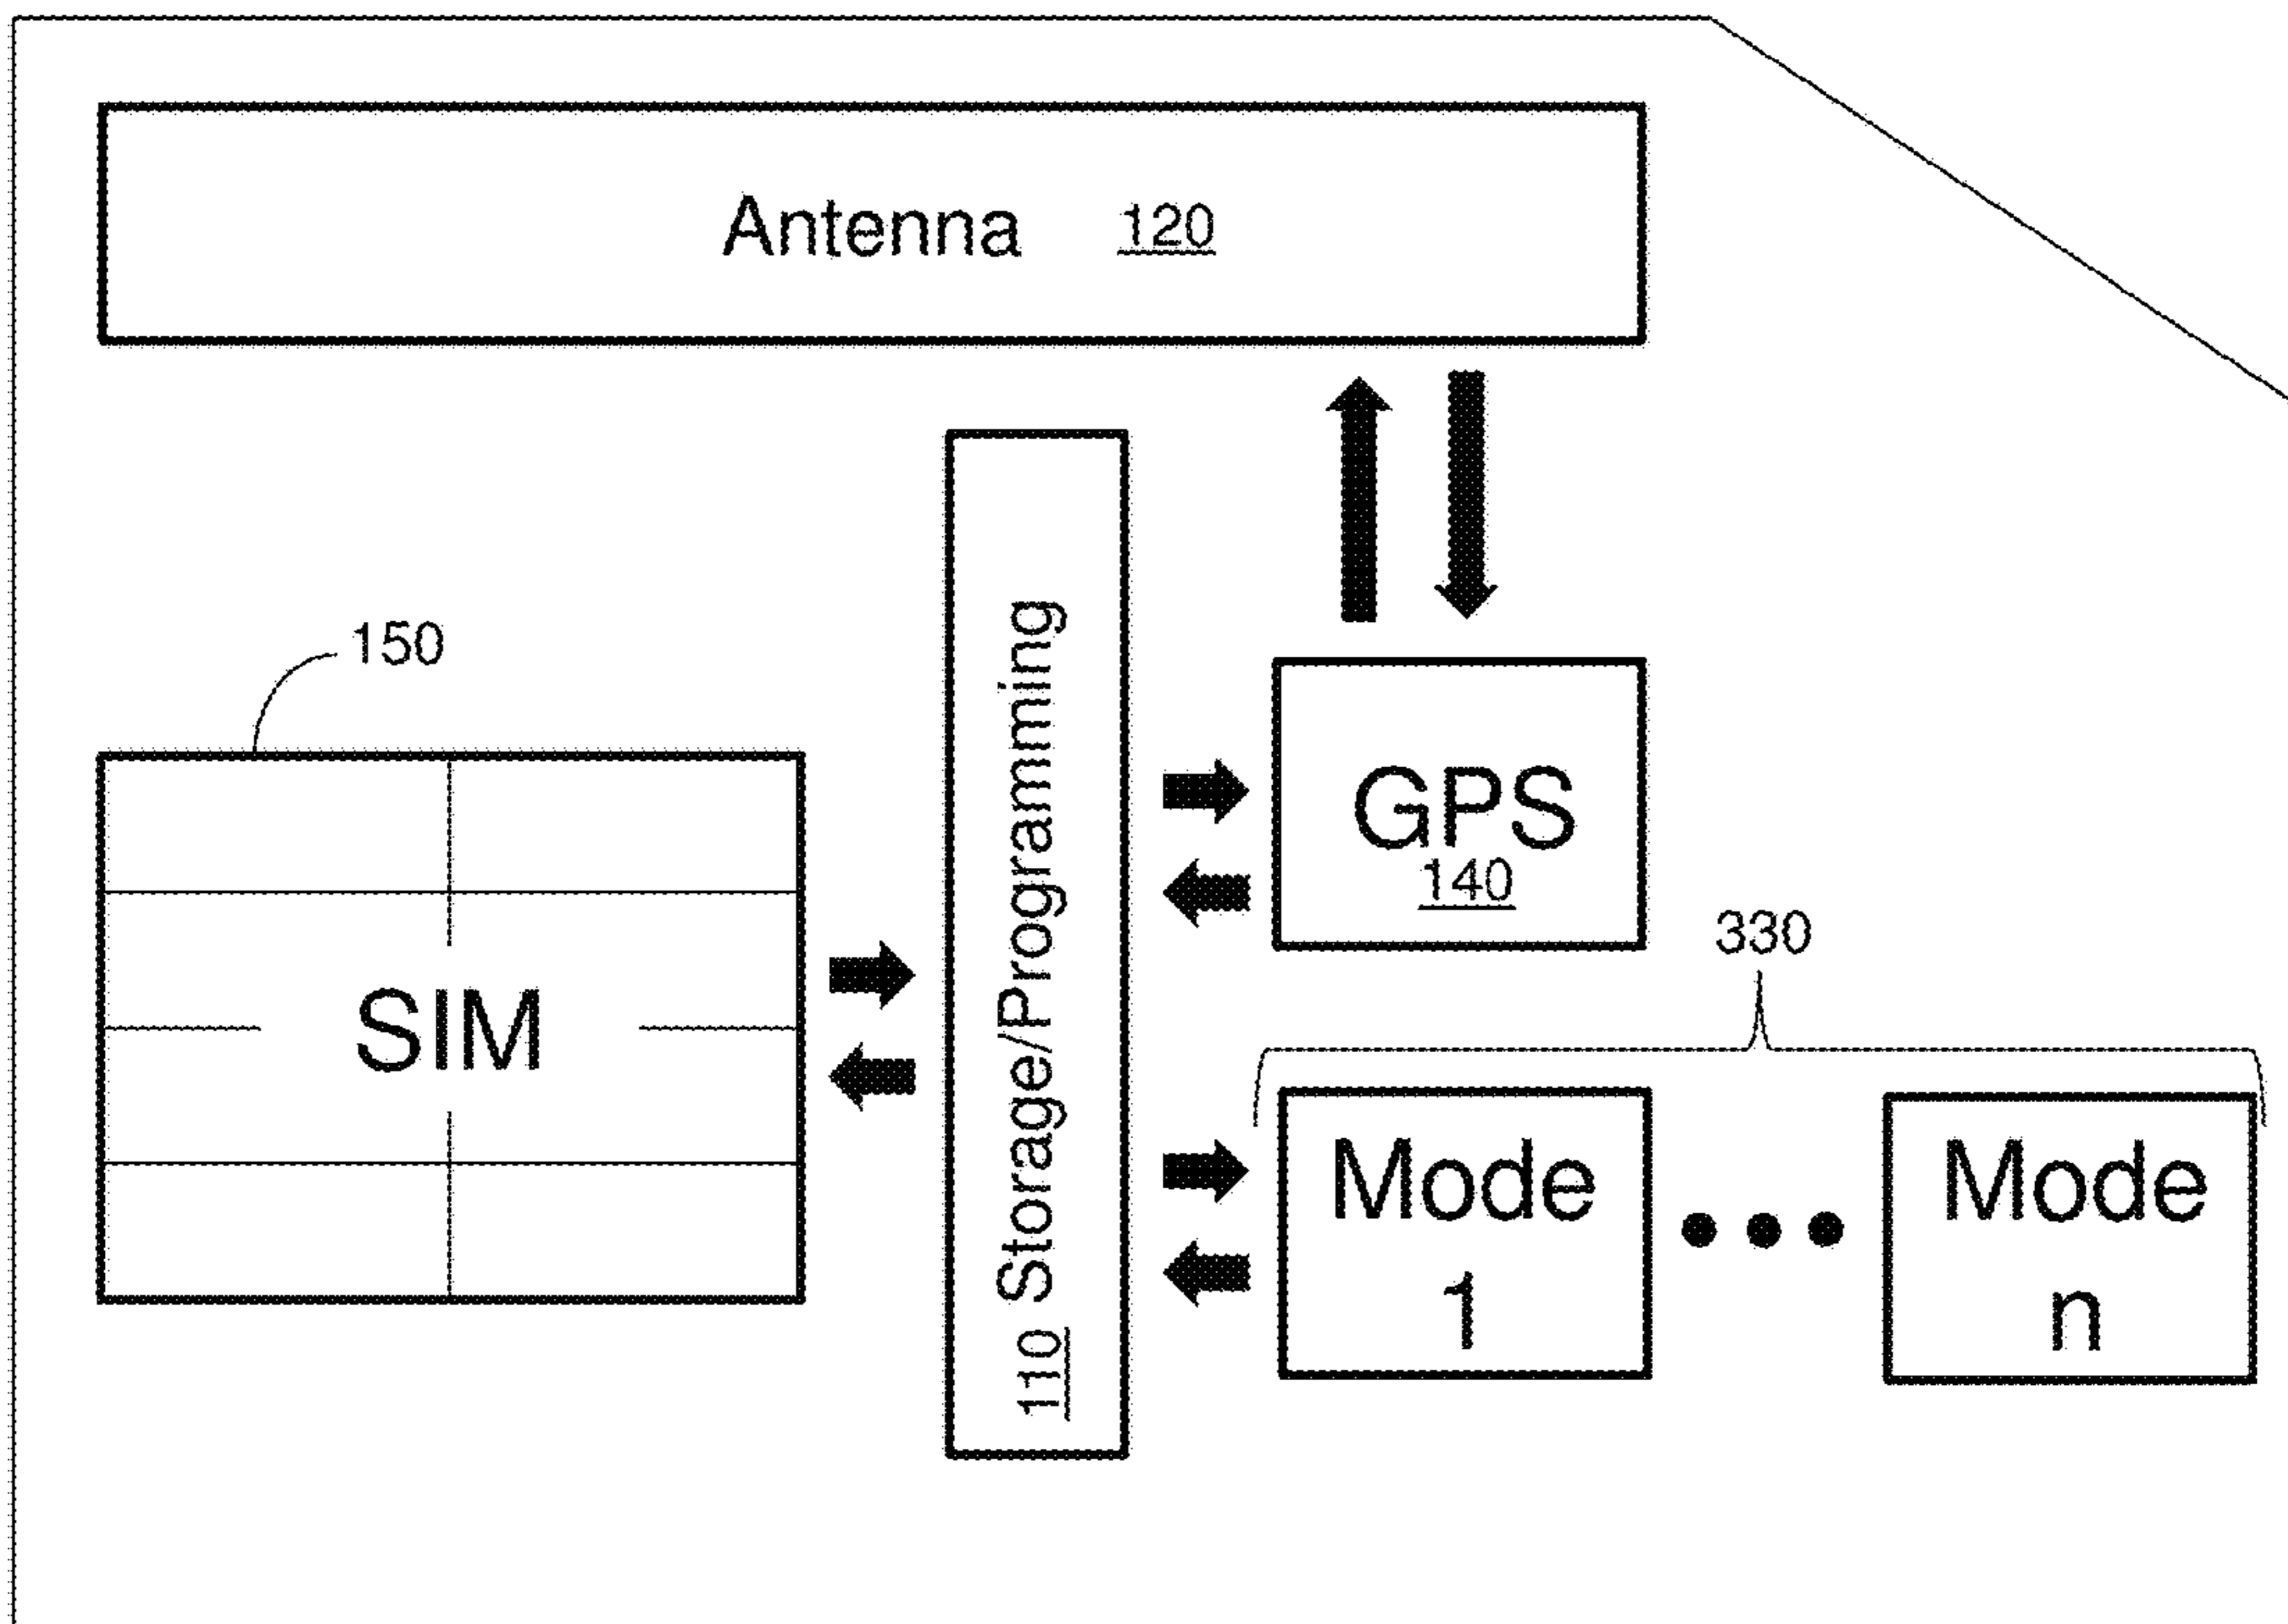 Antenna 120
150
110 Storage/Programming
GPS
140
330
SIM
Mode
1
Mode
n